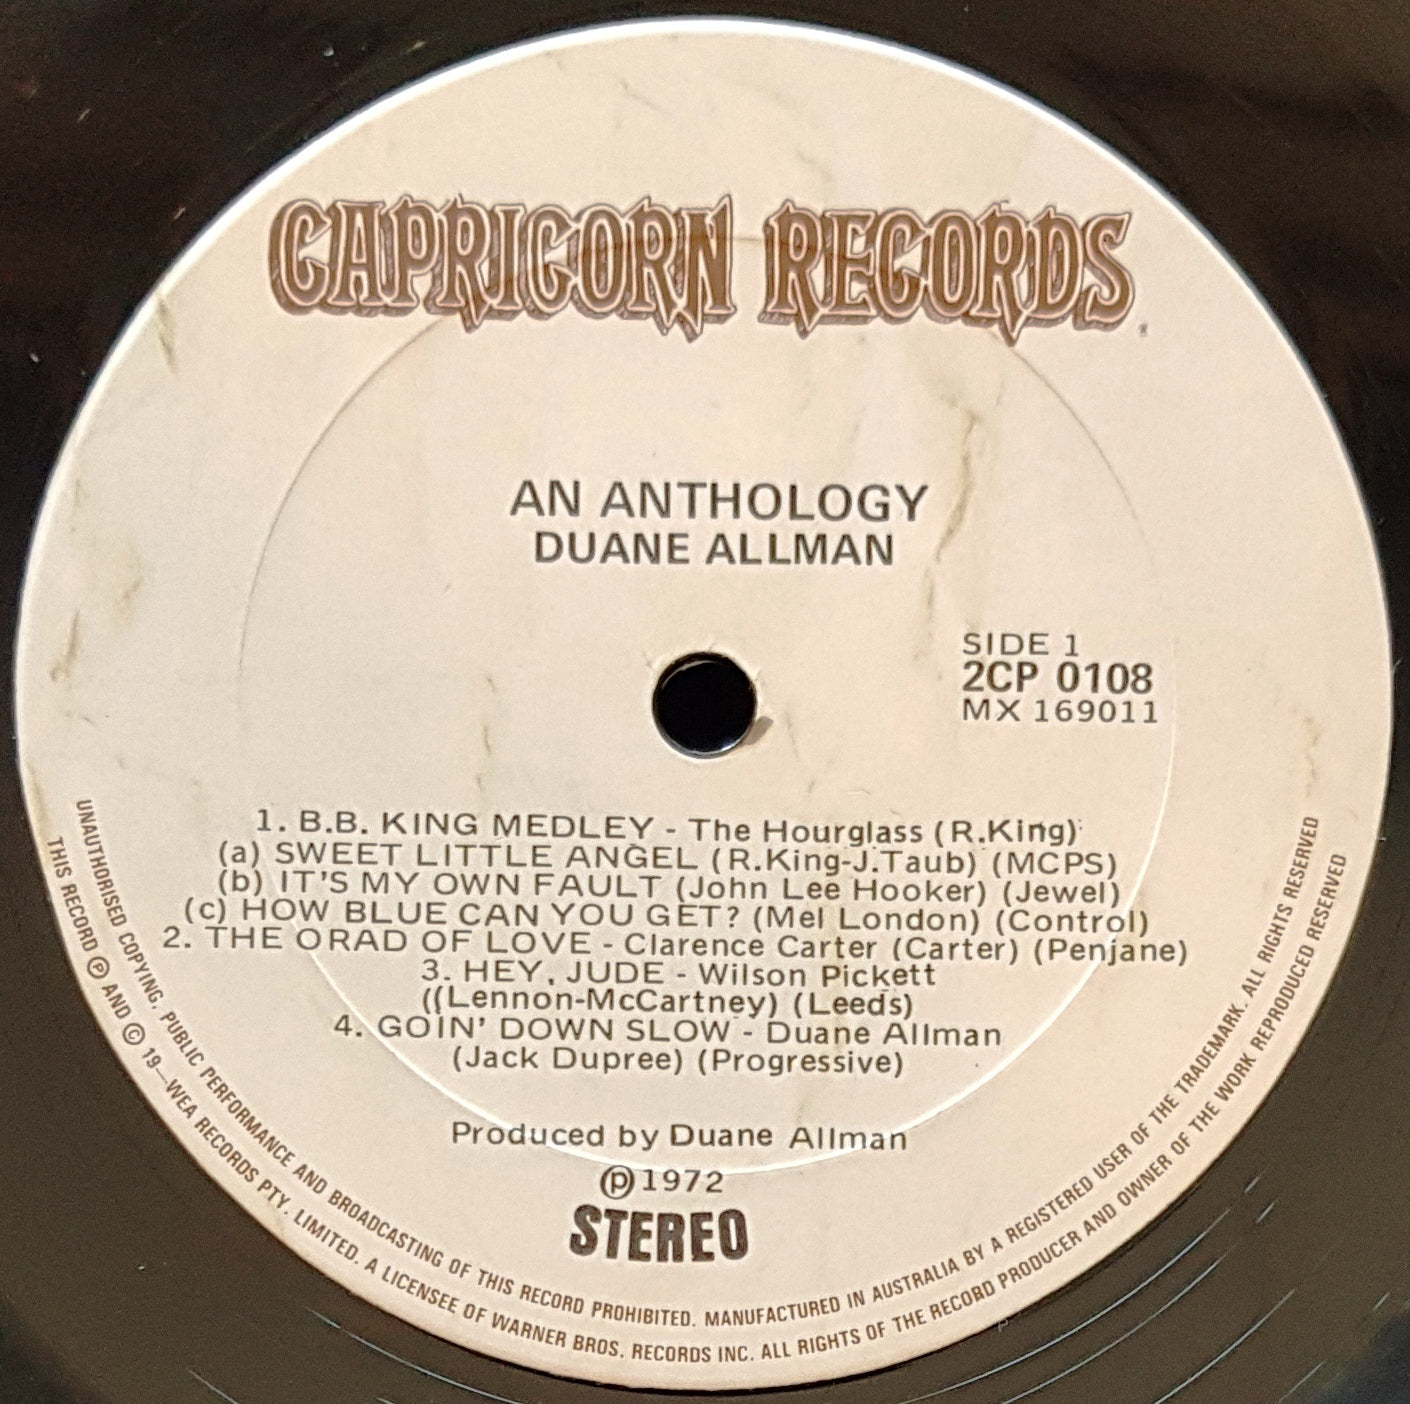 CAPRICORN RECORDS
AN ANTHOLOGY
DUANE ALLMAN
SIDE 1
2CP 0108
MX 169011
1. B.B. KING MEDLEY - The Hourglass (R.King)
(a) SWEET LITTLE ANGEL (R.King-J.Taub) (MCPS)
(b) IT'S MY OWN FAULT (John Lee Hooker) (Jewel)
(c) HOW BLUE CAN YOU GET? (Mel London) (Control)
2. THE ORAD OF LOVE - Clarence Carter (Carter) (Penjane)
3. HEY, JUDE - Wilson Pickett
((Lennon-McCartney) (Leeds)
4. GOIN' DOWN SLOW - Duane Allman
(Jack Dupree) (Progressive)
Produced by Duane Allman
℗1972
STEREO
UNAUTHORISED COPYING, PUBLIC PERFORMANCE AND BROADCASTING OF THIS RECORD PROHIBITED. MANUFACTURED IN AUSTRALIA BY A REGISTERED USER OF THE TRADEMARK. ALL RIGHTS RESERVED
THIS RECORD ℗ AND © 19—WEA RECORDS PTY. LIMITED. A LICENSEE OF WARNER BROS. RECORDS INC. ALL RIGHTS OF THE RECORD PRODUCER AND OWNER OF THE WORK REPRODUCED RESERVED